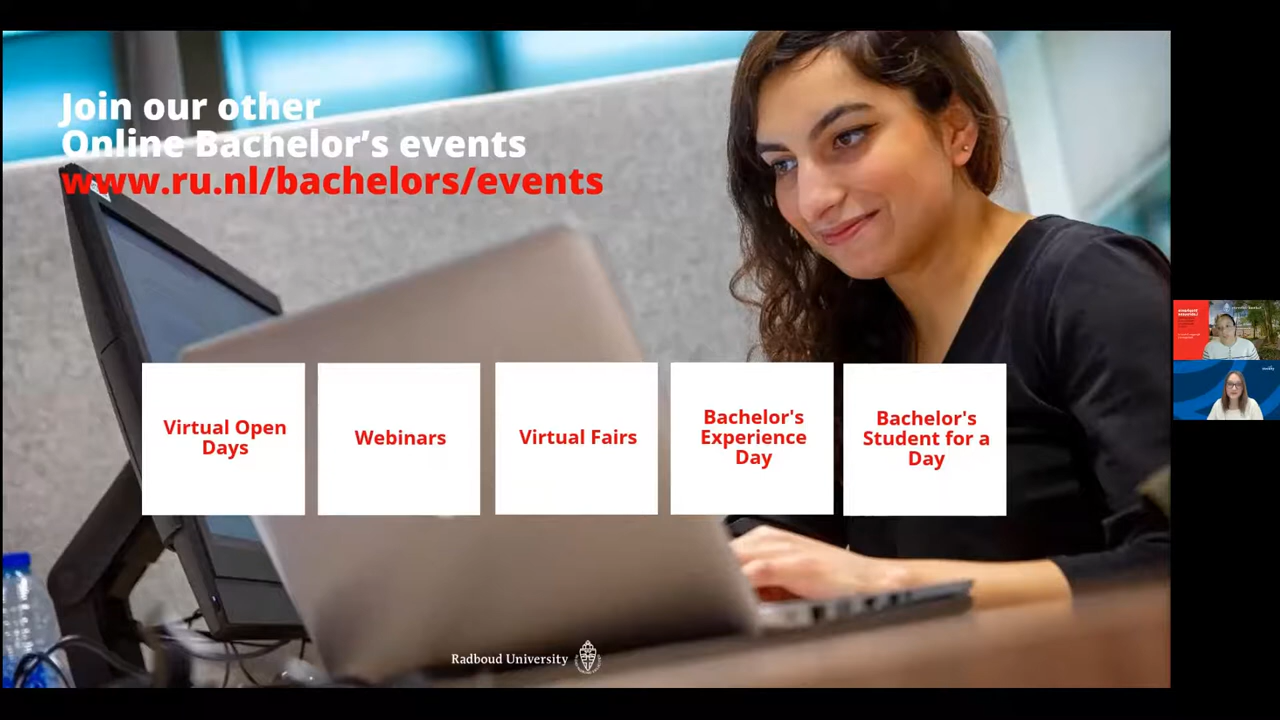 Join our other
Online Bachelor’s events
www.ru.nl/bachelors/events
Virtual Open
Days
Webinars
Virtual Fairs
Bachelor's
Experience
Day
Bachelor's
Student for a
Day
Radboud University